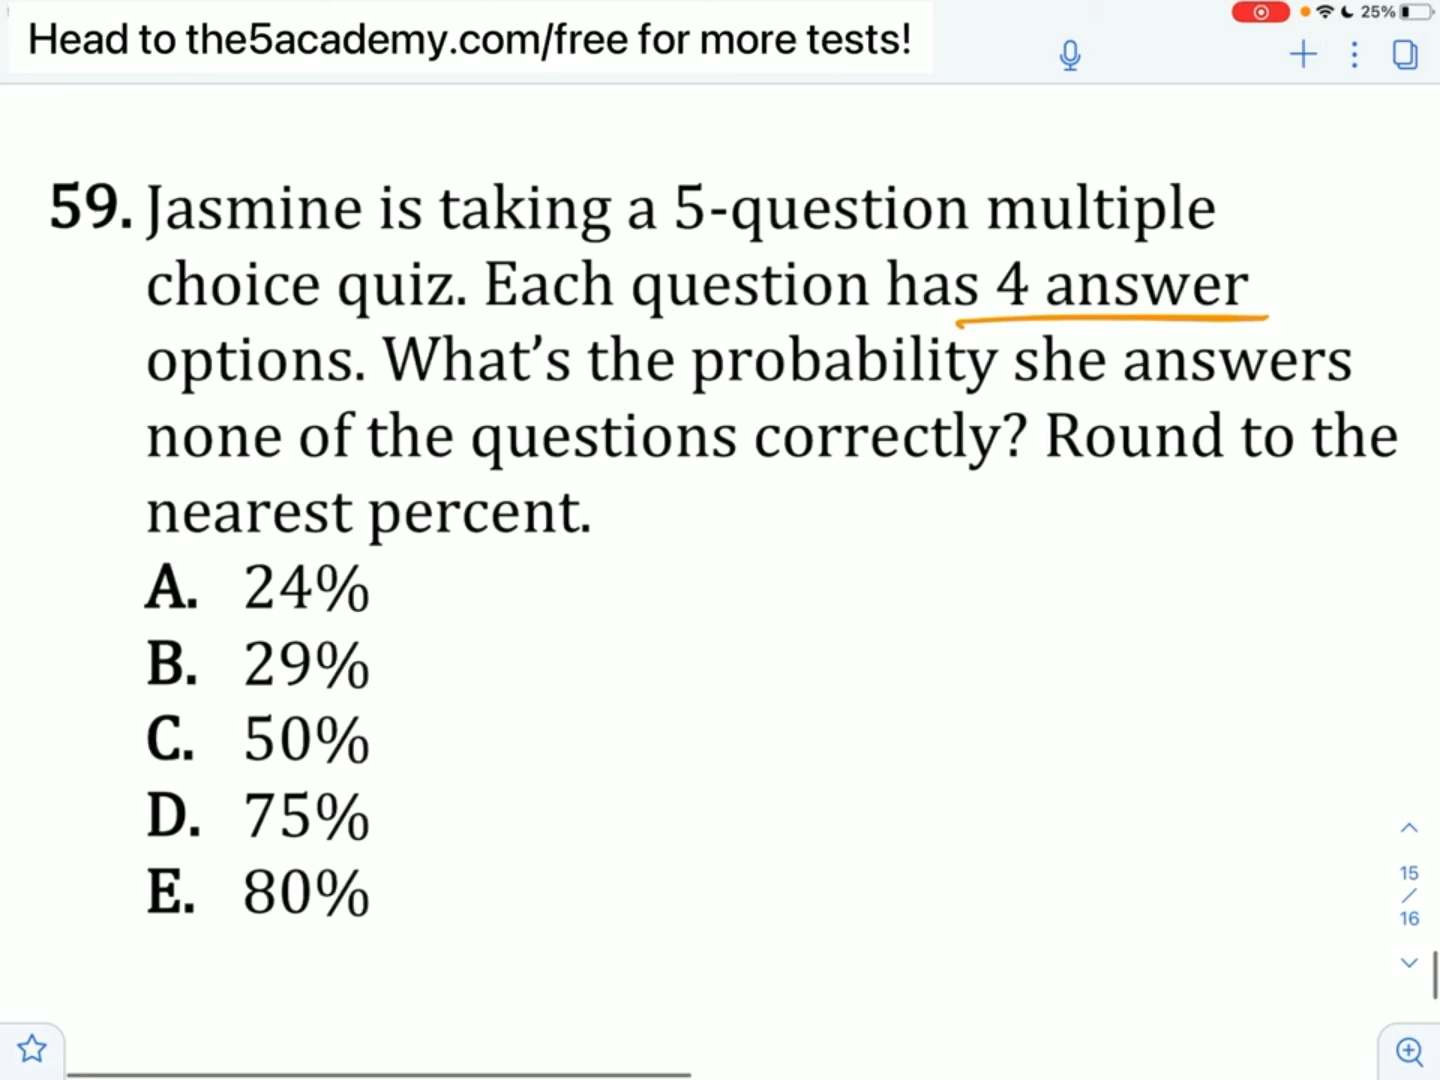 Head to the5academy.com/free for more tests!
25%
59. Jasmine is taking a 5-question multiple
choice quiz. Each question has 4 answer
options. What’s the probability she answers
none of the questions correctly? Round to the
nearest percent.
A. 24%
B. 29%
C. 50%
D. 75%
E. 80%
15
/
16